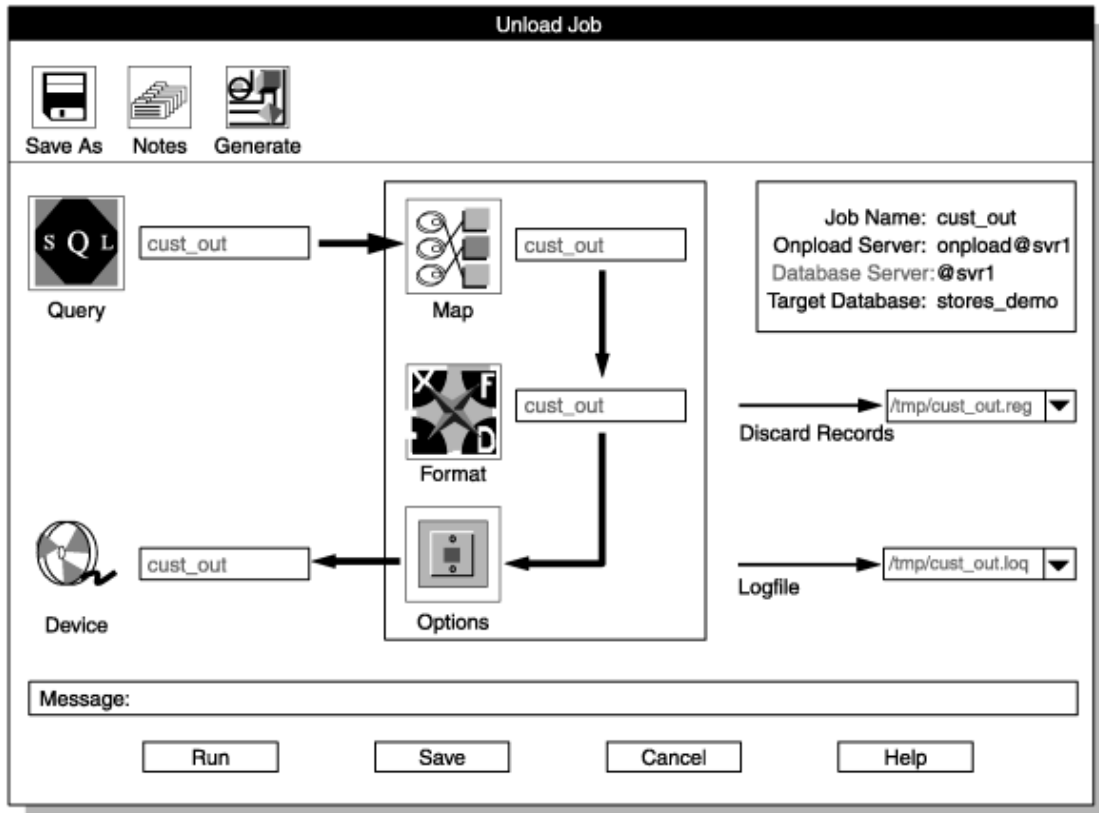 Unload Job
Save As
Notes
Generate
S Q L
cust_out
Query
cust_out
Map
Job Name: cust_out
Onpload Server: onpload@svr1
Database Server: @svr1
Target Database: stores_demo
X F
D
cust_out
Format
/tmp/cust_out.reg
Discard Records
cust_out
Device
Options
/tmp/cust_out.loq
Logfile
Message:
Run
Save
Cancel
Help